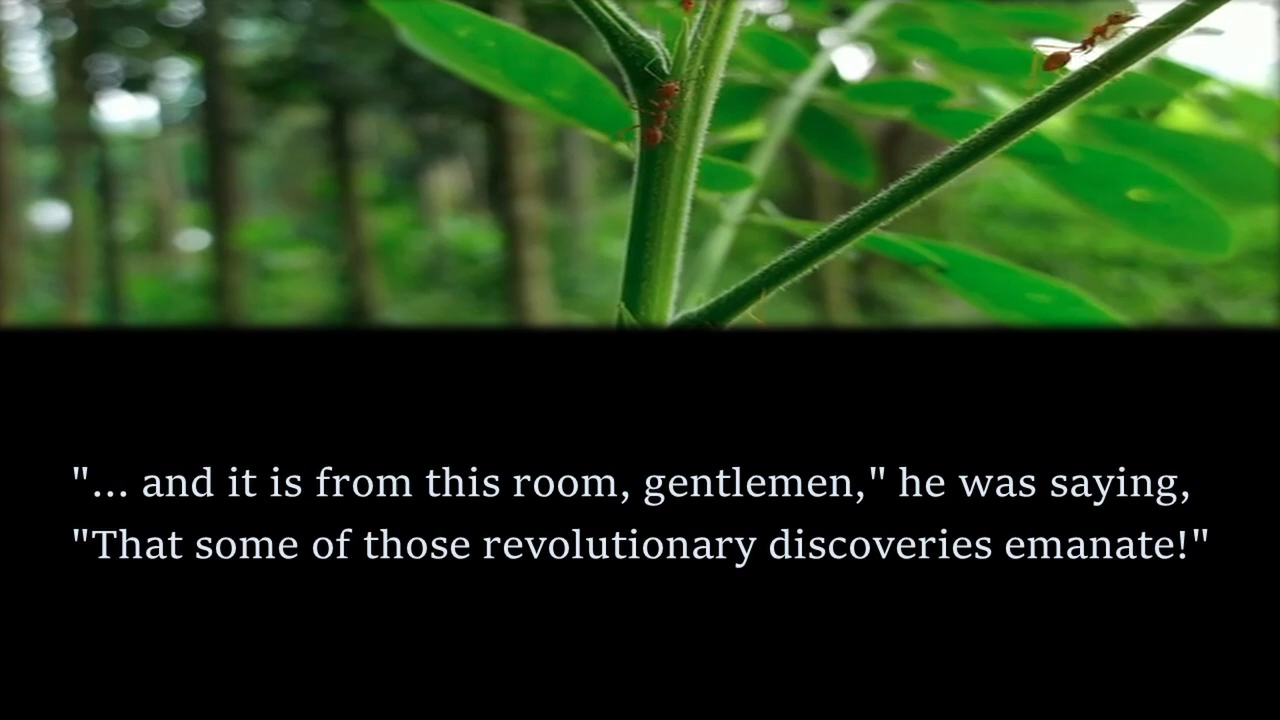 "... and it is from this room, gentlemen," he was saying,
"That some of those revolutionary discoveries emanate!"